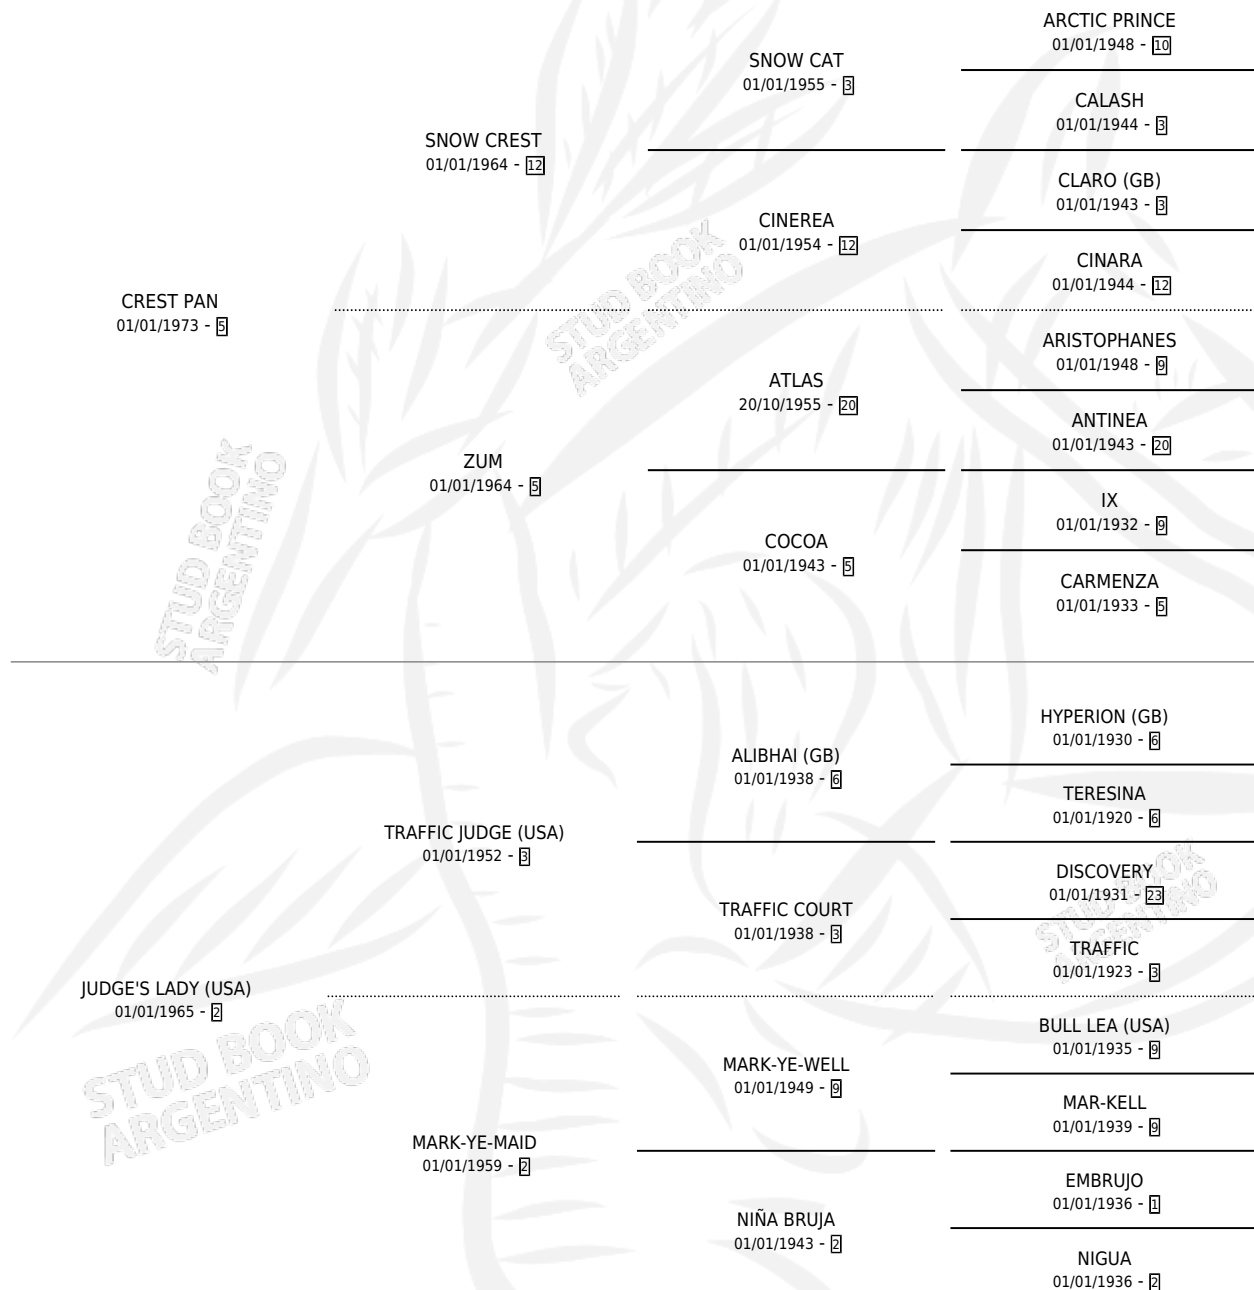 ARCTIC PRINCE
01/01/1948 - 10
SNOW CAT
01/01/1955 - 3
CALASH
01/01/1944 - 3
SNOW CREST
01/01/1964 - 12
CLARO (GB)
01/01/1943 - 3
CINEREA
01/01/1954 - 12
CINARA
01/01/1944 - 12
CREST PAN
01/01/1973 - 5
ARISTOPHANES
01/01/1948 - 9
ATLAS
20/10/1955 - 20
ANTINEA
01/01/1943 - 20
ZUM
01/01/1964 - 5
IX
01/01/1932 - 9
COCOA
01/01/1943 - 5
CARMENZA
01/01/1933 - 5
HYPERION (GB)
01/01/1930 - 6
ALIBHAI (GB)
01/01/1938 - 6
TERESINA
01/01/1920 - 6
TRAFFIC JUDGE (USA)
01/01/1952 - 3
DISCOVERY
01/01/1931 - 23
TRAFFIC COURT
01/01/1938 - 3
TRAFFIC
01/01/1923 - 3
JUDGE'S LADY (USA)
01/01/1965 - 2
BULL LEA (USA)
01/01/1935 - 9
MARK-YE-WELL
01/01/1949 - 9
MAR-KELL
01/01/1939 - 9
MARK-YE-MAID
01/01/1959 - 2
EMBRUJO
01/01/1936 - 1
NIÑA BRUJA
01/01/1943 - 2
NIGUA
01/01/1936 - 2
STUD BOOK
ARGENTINO
STUD BOOK
ARGENTINO
STUD BOOK
ARGENTINO
STUD BOOK
ARGENTINO